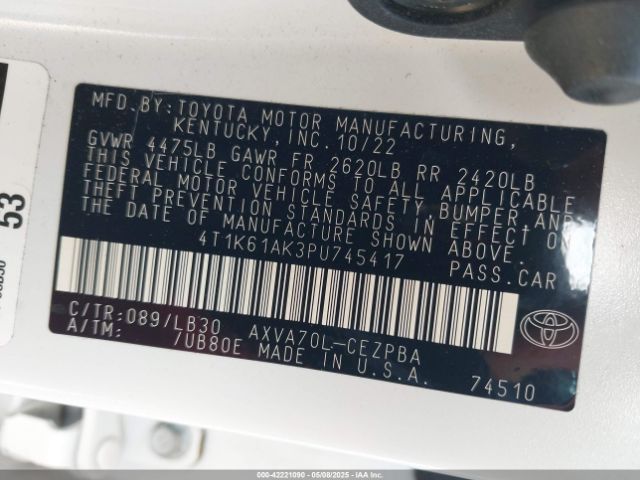 MFD.BY:TOYOTA MOTOR MANUFACTURING,
KENTUCKY,INC.10/22
GVWR 4475LB GAWR FR 2620LB RR 2420LB
THIS VEHICLE CONFORMS TO ALL APPLICABLE
FEDERAL MOTOR VEHICLE SAFETY,BUMPER,AND
THEFT PREVENTION STANDARDS IN EFFECT ON
THE DATE OF MANUFACTURE SHOWN ABOVE.
4T1K61AK3PU745417 PASS.CAR
C/TR:089/LB30 AXVA70L-CEZPBA
A/TM: /UB80E MADE IN U.S.A.
74510
TOYOTA
53
000-42221090 | 05/08/2025 | IAA Inc.